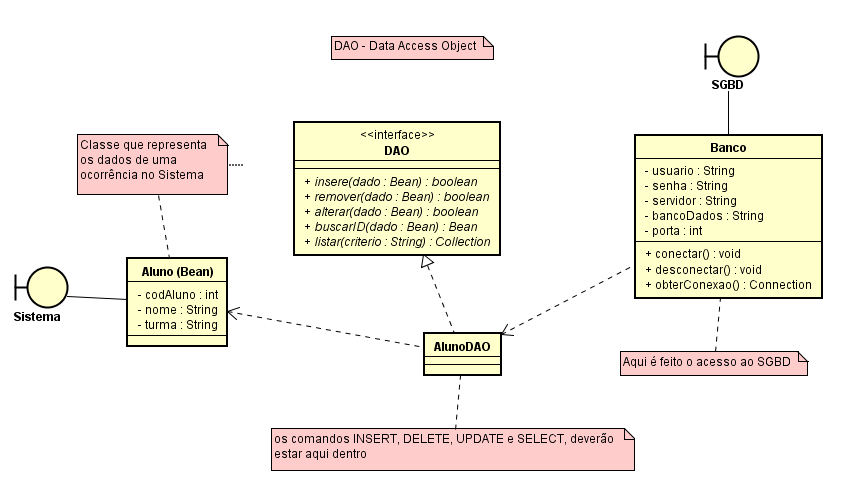 DAO - Data Access Object
SGBD
Classe que representa
os dados de uma
ocorrência no Sistema
<<interface>>
DAO
+ insere(dado : Bean) : boolean
+ remover(dado : Bean) : boolean
+ alterar(dado : Bean) : boolean
+ buscarID(dado : Bean) : Bean
+ listar(criterio : String) : Collection
Banco
- usuario : String
- senha : String
- servidor : String
- bancoDados : String
- porta : int
+ conectar() : void
+ desconectar() : void
+ obterConexao() : Connection
Sistema
Aluno (Bean)
- codAluno : int
- nome : String
- turma : String
AlunoDAO
Aqui é feito o acesso ao SGBD
os comandos INSERT, DELETE, UPDATE e SELECT, deverão
estar aqui dentro